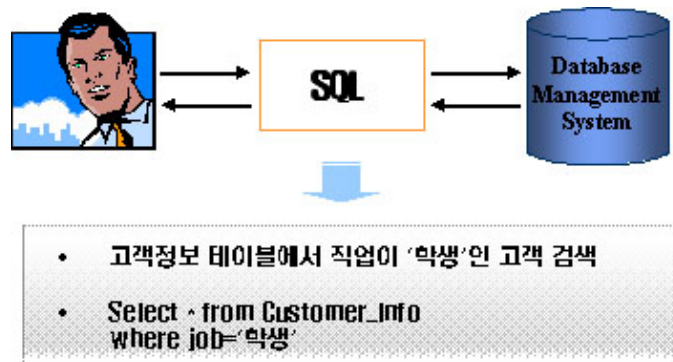 SQL
Database
Management
System
• 고객정보 테이블에서 직업이 '학생'인 고객 검색
• Select * from Customer_Info
where job='학생'